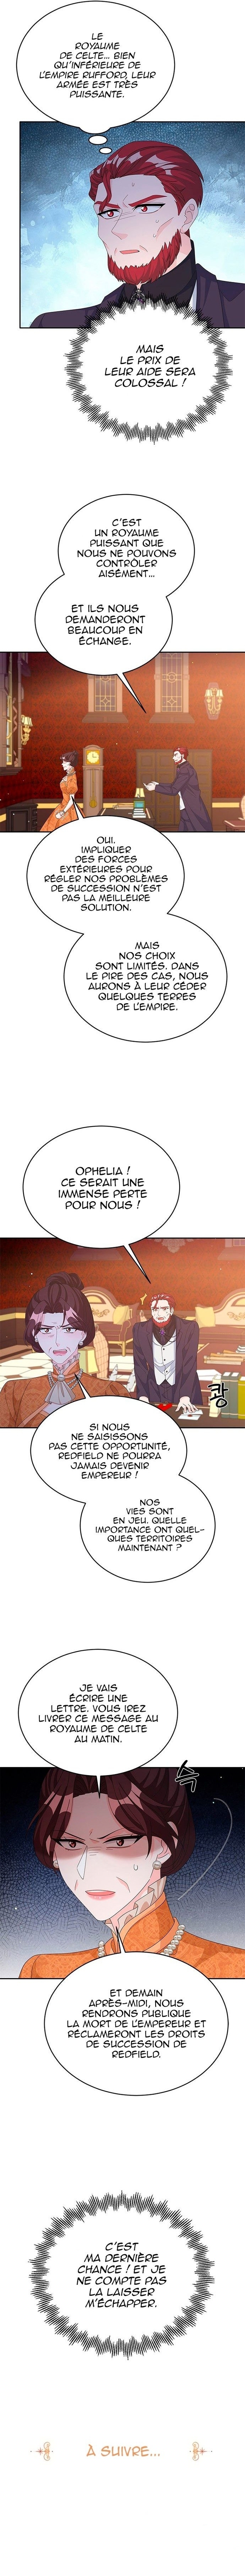 LE
ROYAUME
DE CELTE... BIEN
QU'INFÉRIEURE DE
L'EMPIRE RUFFORD, LEUR
ARMÉE EST TRÈS
PUISSANTE.
MAIS
LE PRIX DE
LEUR AIDE SERA
COLOSSAL !
C'EST
UN ROYAUME
PUISSANT QUE
NOUS NE POUVONS
CONTRÔLER
AISÉMENT...
ET ILS NOUS
DEMANDERONT
BEAUCOUP EN
ÉCHANGE.
OUI.
IMPLIQUER
DES FORCES
EXTÉRIEURES POUR
RÉGLER NOS PROBLÈMES
DE SUCCESSION N'EST
PAS LA MEILLEURE
SOLUTION.
MAIS
NOS CHOIX
SONT LIMITÉS. DANS
LE PIRE DES CAS, NOUS
AURONS À LEUR CÉDER
QUELQUES TERRES
DE L'EMPIRE.
OPHELIA !
CE SERAIT UNE
IMMENSE PERTE
POUR NOUS !
쾅
SI NOUS
NE SAISISSONS
PAS CETTE OPPORTUNITÉ,
REDFIELD NE POURRA
JAMAIS DEVENIR
EMPEREUR !
NOS
VIES SONT
EN JEU. QUELLE
IMPORTANCE ONT QUEL-
QUES TERRITOIRES
MAINTENANT ?
JE VAIS
ÉCRIRE UNE
LETTRE. VOUS IREZ
LIVRER CE MESSAGE AU
ROYAUME DE CELTE
AU MATIN.
슥
ET DEMAIN
APRÈS-MIDI, NOUS
RENDRONS PUBLIQUE
LA MORT DE L'EMPEREUR ET
RÉCLAMERONT LES DROITS
DE SUCCESSION DE
REDFIELD.
C'EST
MA DERNIÈRE
CHANCE ! ET JE
NE COMPTE PAS
LA LAISSER
M'ÉCHAPPER.
À SUIVRE...